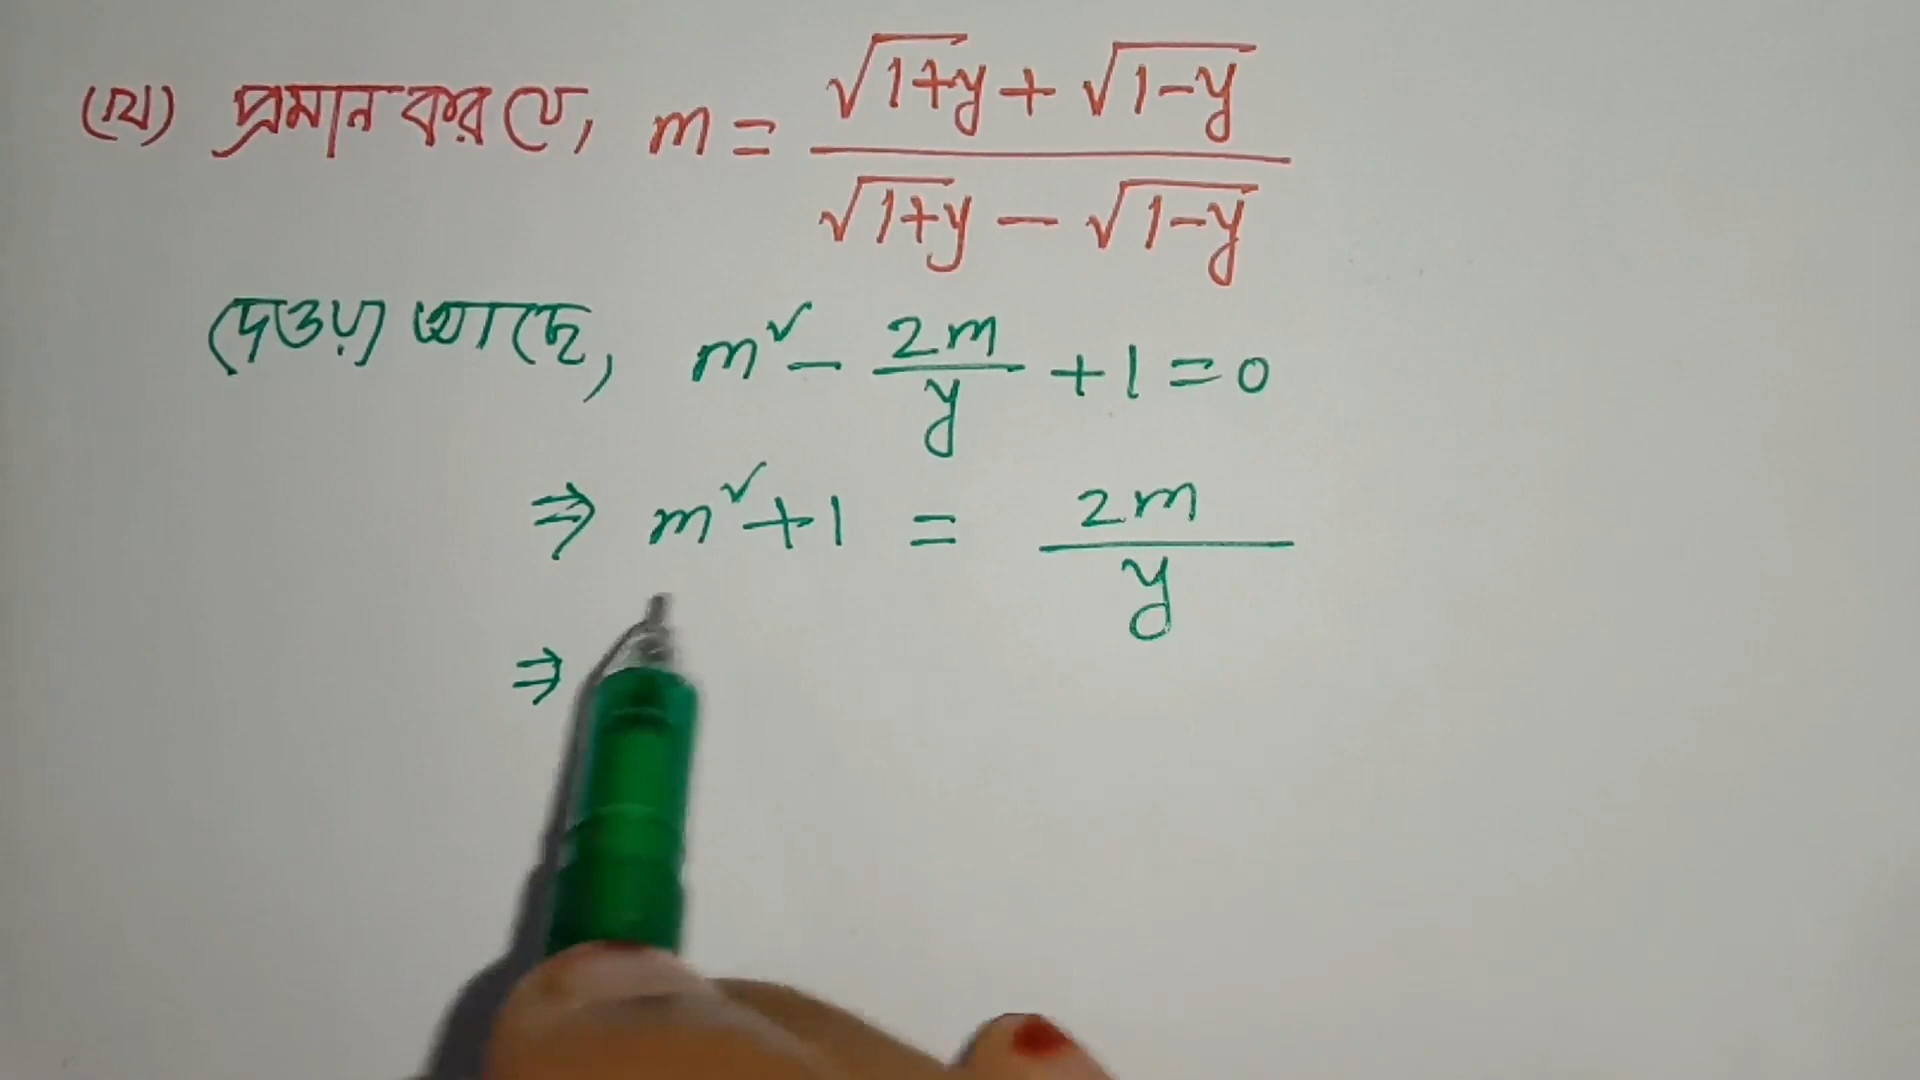 (খ) প্রমান কর যে, m = (√1+y + √1-y) / (√1+y - √1-y)
দেওয়া আছে, m² - 2m/y + 1 = 0
⇒ m² + 1 = 2m/y
⇒